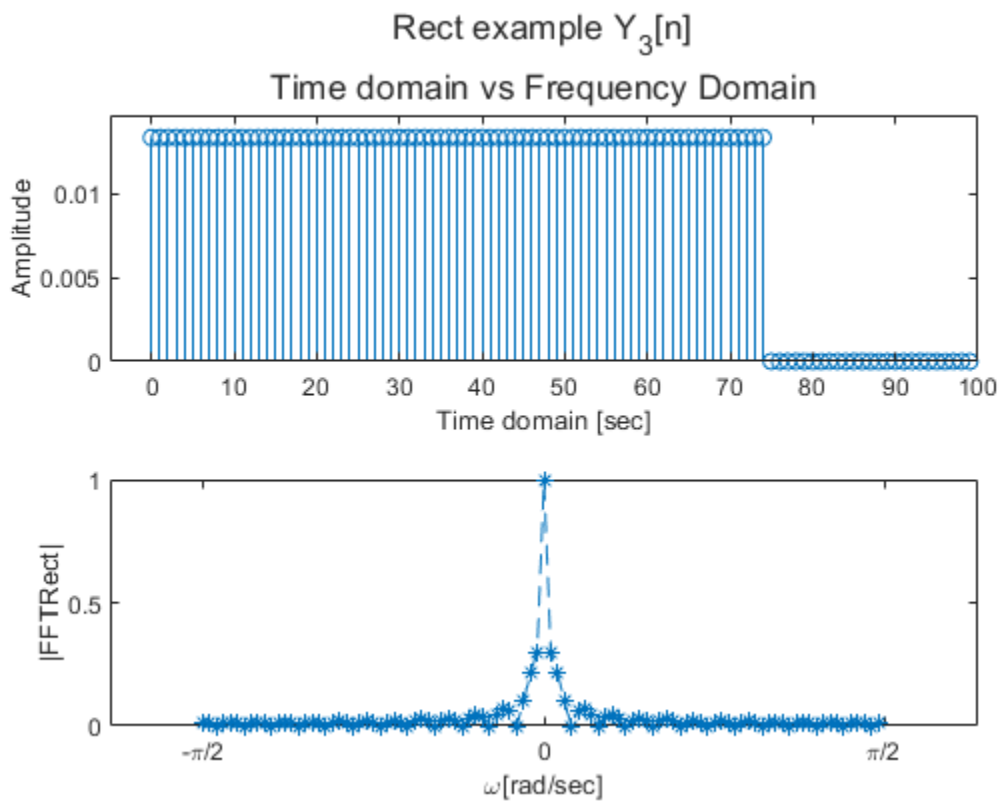 Rect example Y₃[n]
Time domain vs Frequency Domain
Amplitude
0.01
0.005
0
0 10 20 30 40 50 60 70 80 90 100
Time domain [sec]
|FFTRect|
1
0.5
0
-π/2 0 π/2
ω[rad/sec]